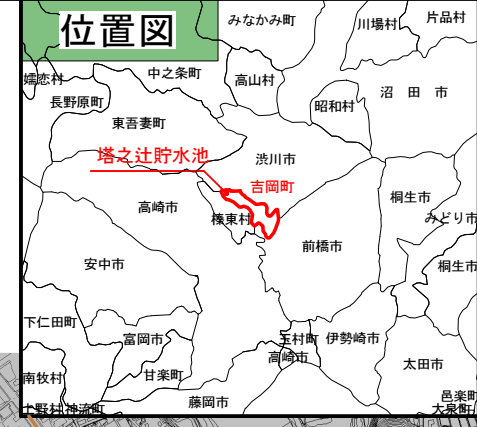 位置図
みなかみ町
川場村
片品村
嬬恋村
中之条町
高山村
長野原町
昭和村
沼田市
東吾妻町
塔之辻貯水池
渋川市
吉岡町
高崎市
榛東村
桐生市
みどり市
前橋市
安中市
桐生市
下仁田町
富岡市
玉村町
伊勢崎市
高崎市
太田市
南牧村
甘楽町
藤岡市
邑楽町
上野村
神流町
大泉町